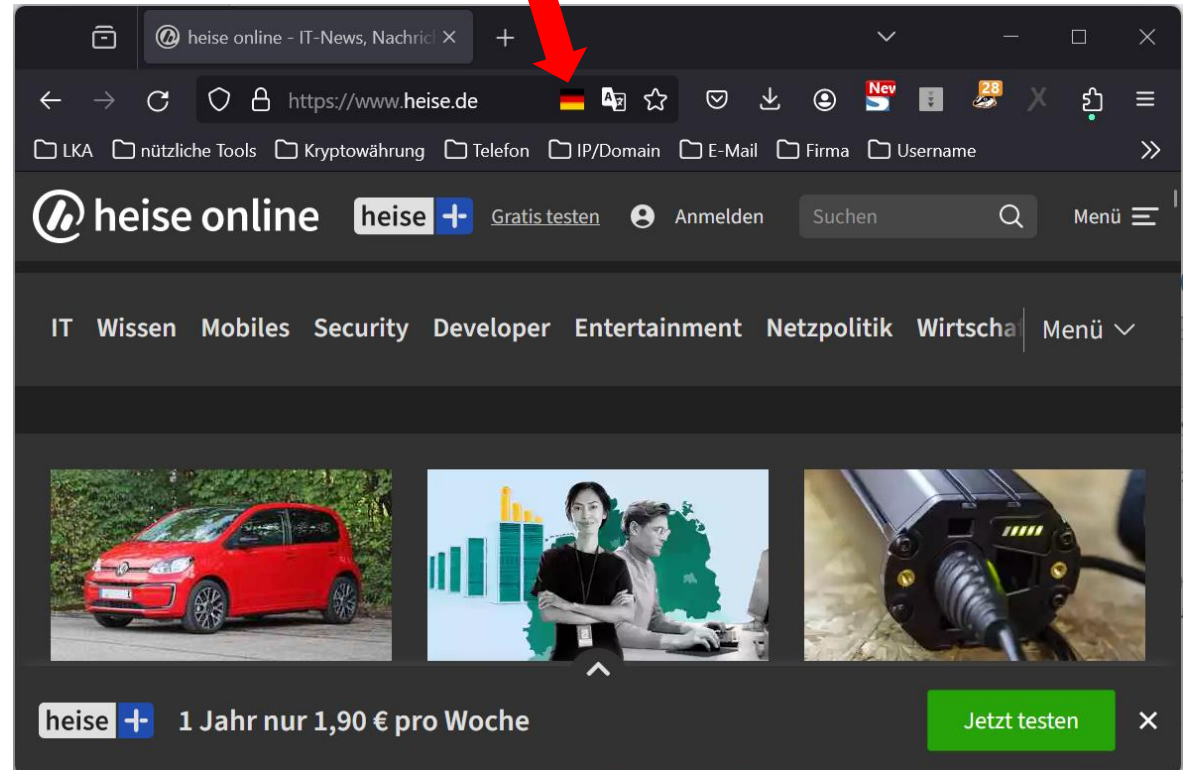 heise online - IT-News, Nachric
https://www.heise.de
New
28
LKA nützliche Tools Kryptowährung Telefon IP/Domain E-Mail Firma Username
heise online heise + Gratis testen Anmelden Suchen Menü
IT Wissen Mobiles Security Developer Entertainment Netzpolitik Wirtschaf Menü
heise + 1 Jahr nur 1,90 € pro Woche Jetzt testen